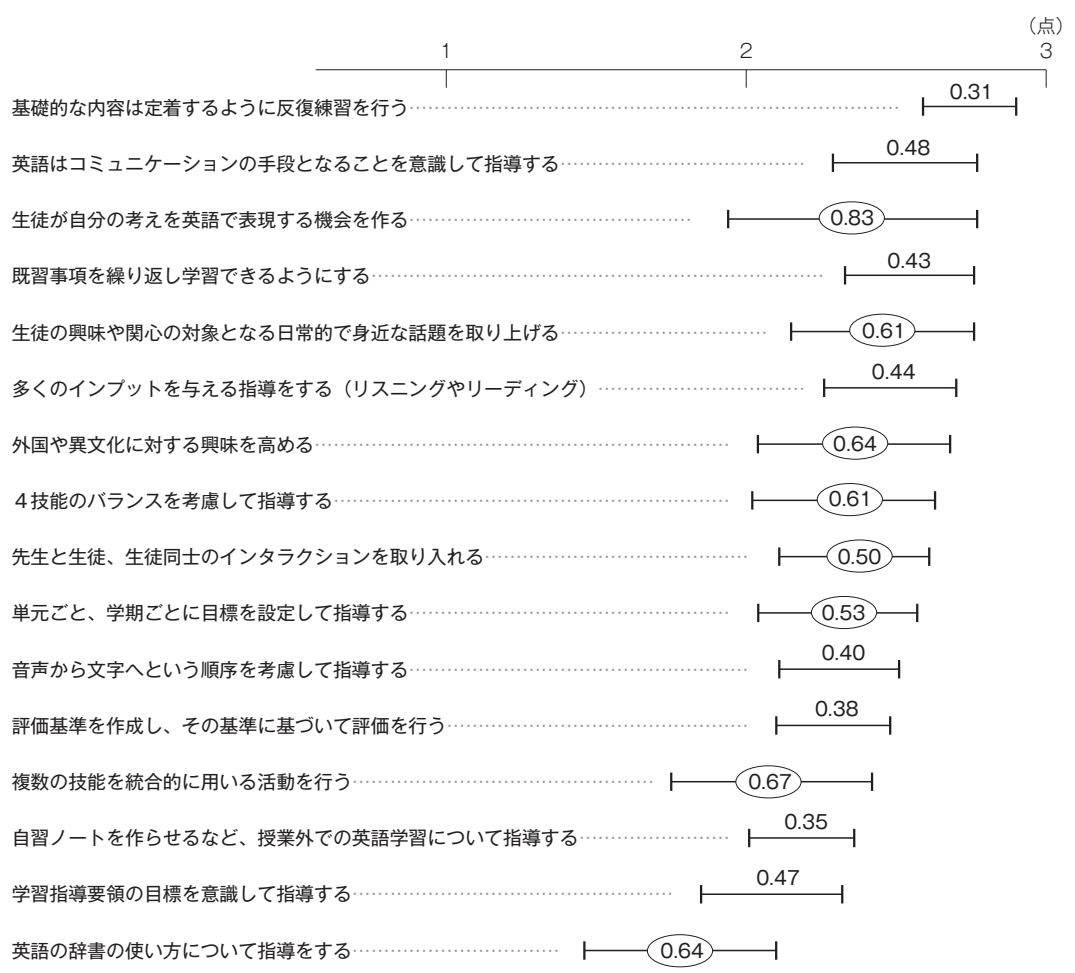 （点）
1 2 3
基礎的な内容は定着するように反復練習を行う 0.31
英語はコミュニケーションの手段となることを意識して指導する 0.48
生徒が自分の考えを英語で表現する機会を作る 0.83
既習事項を繰り返し学習できるようにする 0.43
生徒の興味や関心の対象となる日常的で身近な話題を取り上げる 0.61
多くのインプットを与える指導をする（リスニングやリーディング） 0.44
外国や異文化に対する興味を高める 0.64
４技能のバランスを考慮して指導する 0.61
先生と生徒、生徒同士のインタラクションを取り入れる 0.50
単元ごと、学期ごとに目標を設定して指導する 0.53
音声から文字へという順序を考慮して指導する 0.40
評価基準を作成し、その基準に基づいて評価を行う 0.38
複数の技能を統合的に用いる活動を行う 0.67
自習ノートを作らせるなど、授業外での英語学習について指導する 0.35
学習指導要領の目標を意識して指導する 0.47
英語の辞書の使い方について指導をする 0.64